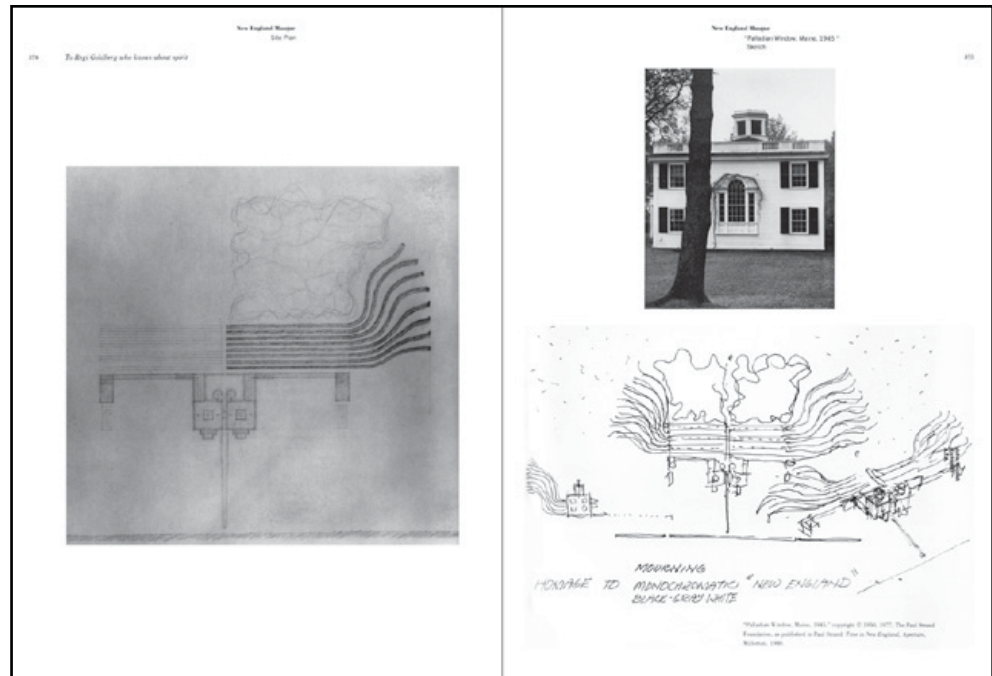 New England Masque
Site Plan
To Regi Goldberg who knows about spirit
New England Masque
"Palladian Window, Maine, 1945"
Sketch
MOURNING
HOMAGE TO MONOCHROMATIC "NEW ENGLAND"
BLACK-GRAY-WHITE
"Palladian Window, Maine, 1945," copyright © 1950, 1977, The Paul Strand
Foundation, as published in Paul Strand: Time in New England, Aperture,
Millerton, 1980.